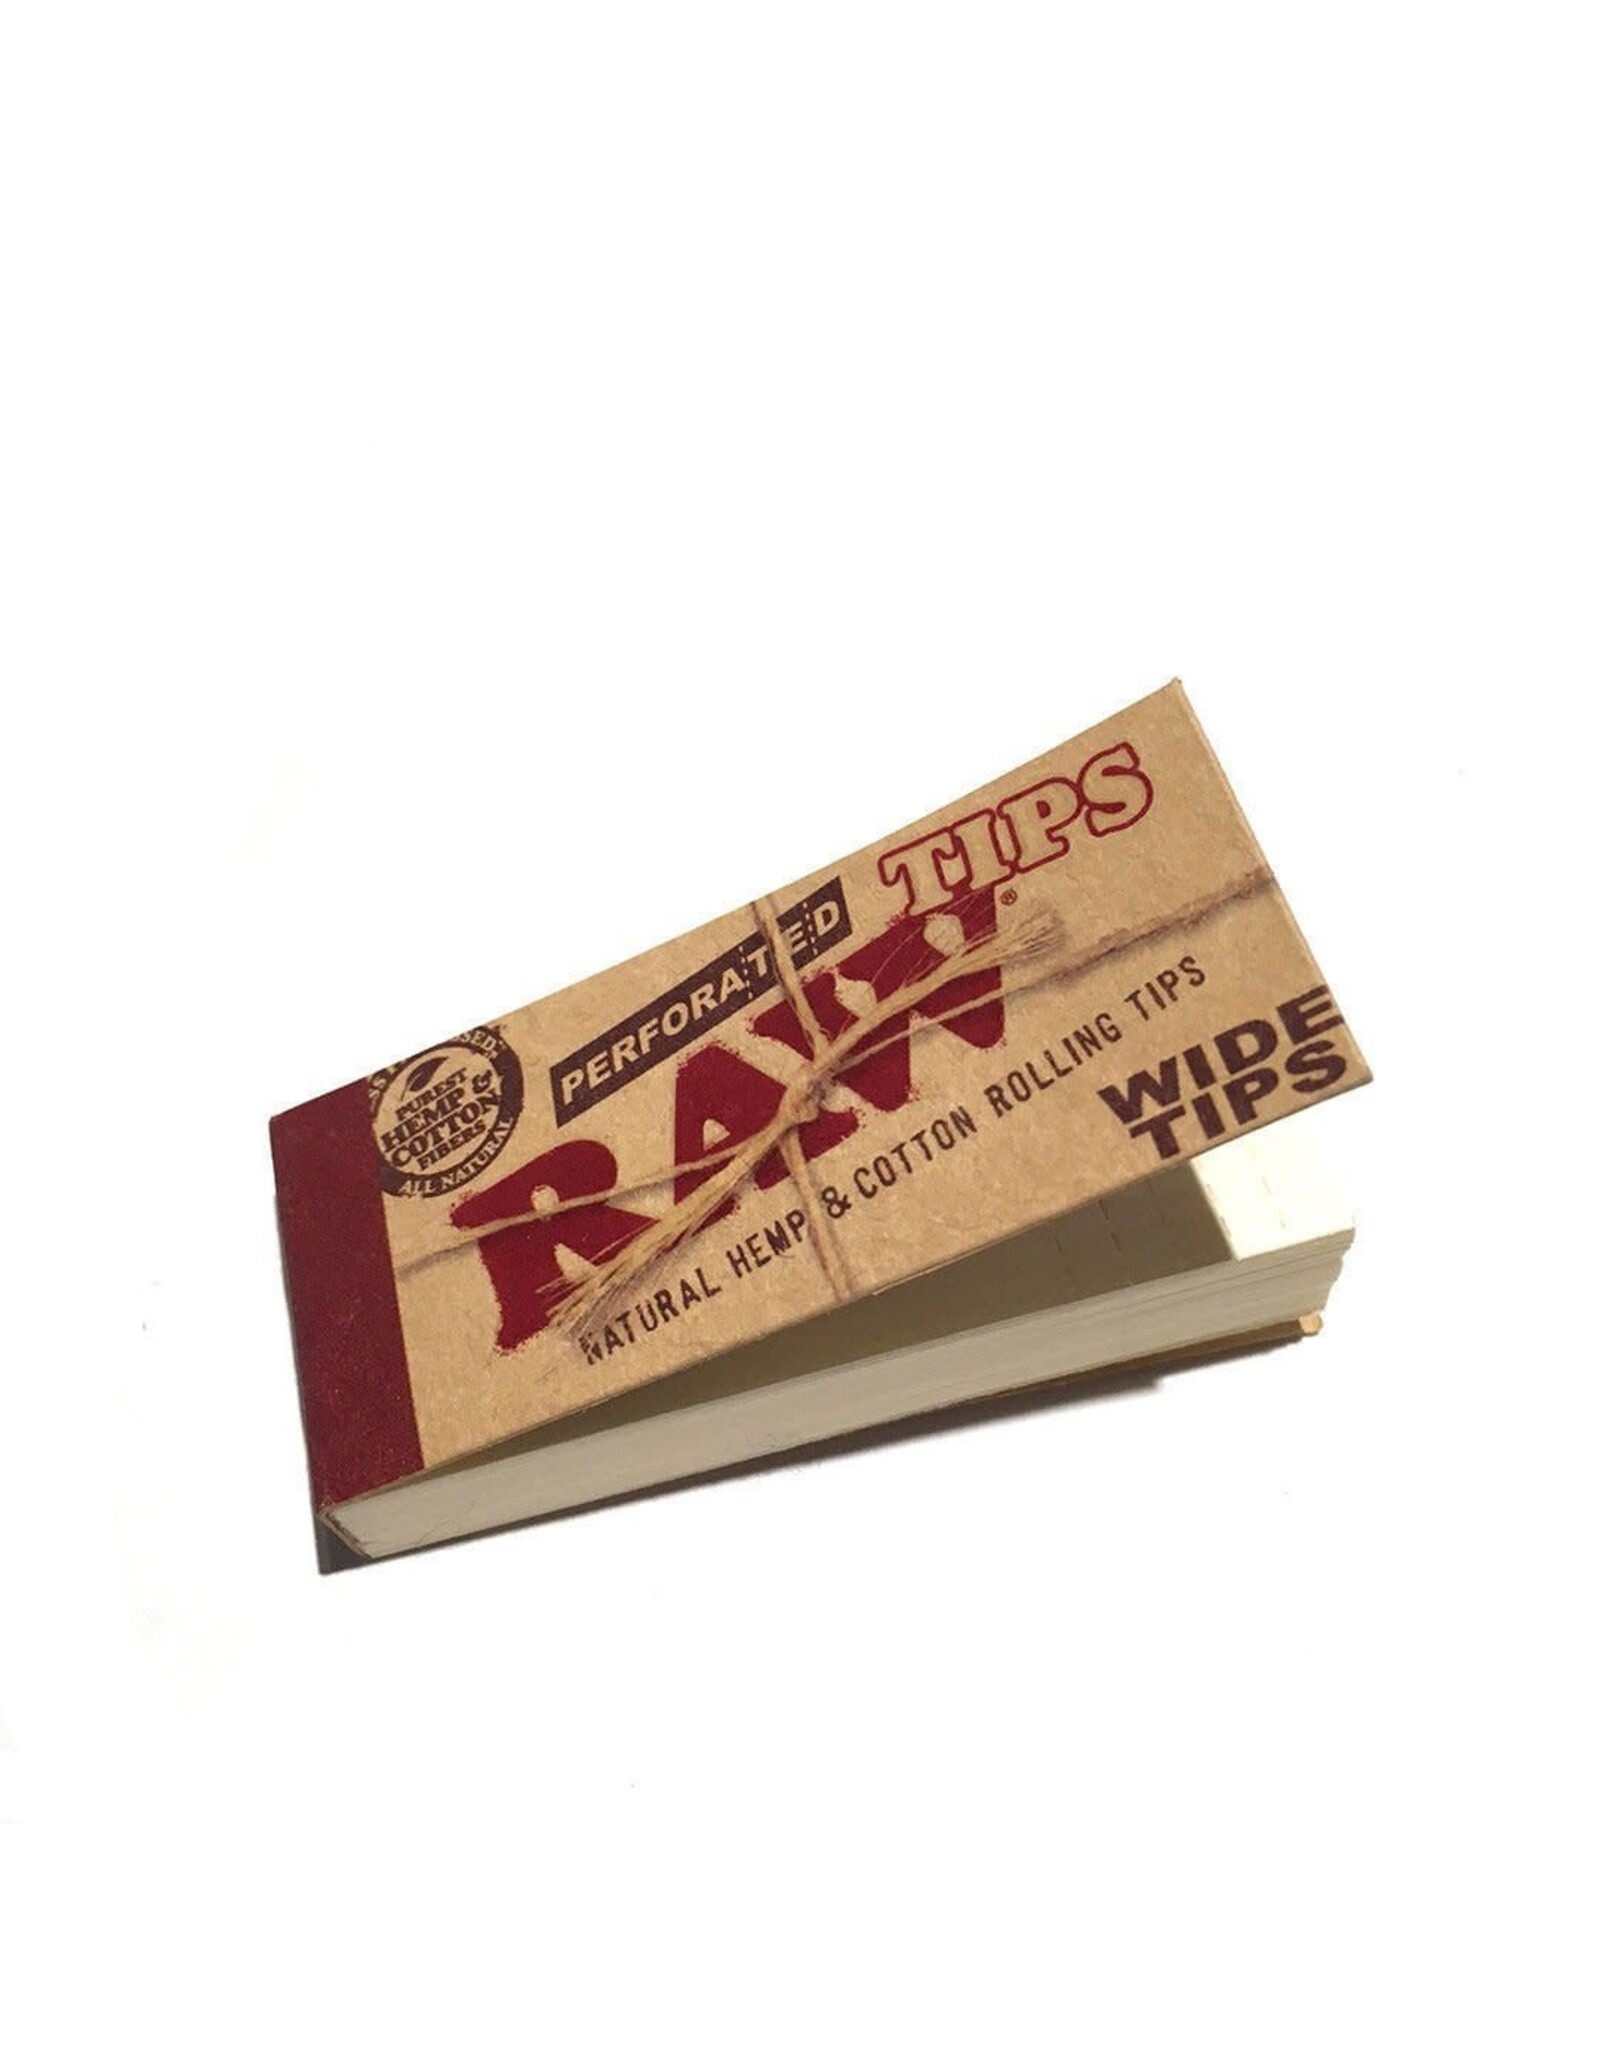 TIPS
PERFORATED
RAW®
NATURAL HEMP & COTTON ROLLING TIPS
WIDE
TIPS
PUREST
HEMP &
COTTON
FIBERS
ALL NATURAL